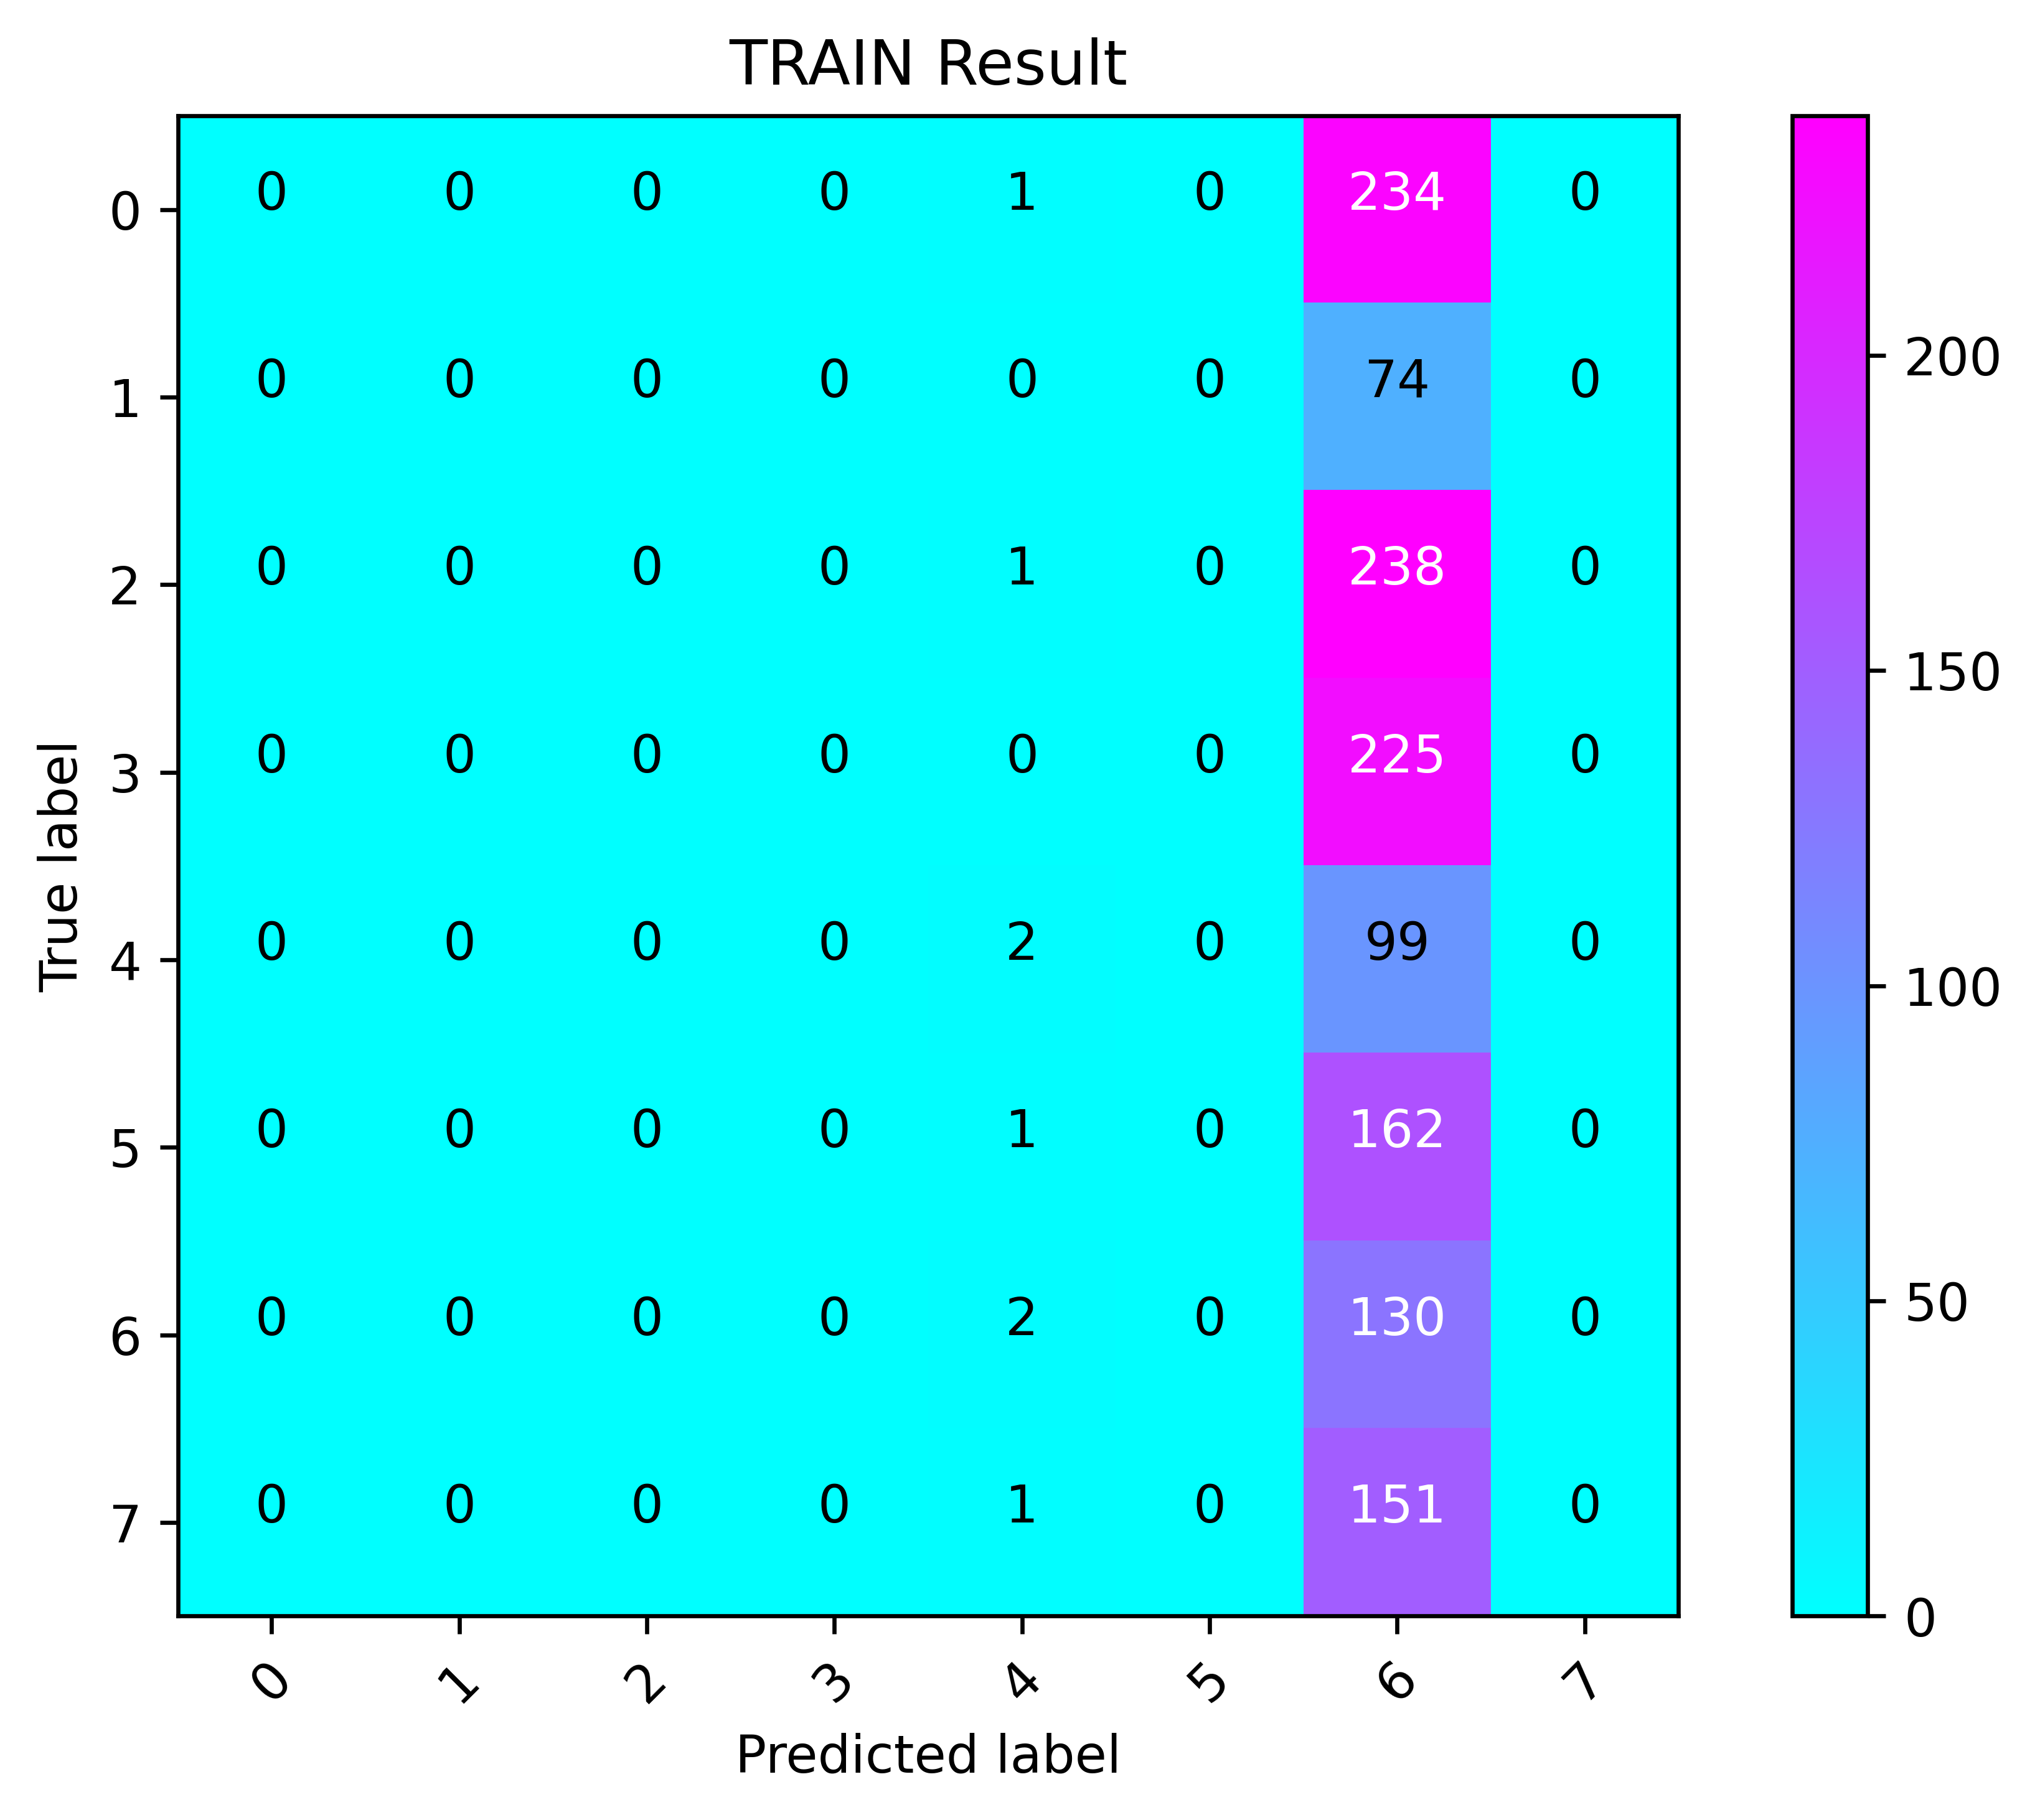 TRAIN Result
0 0 0 0 0 1 0 234 0
1 0 0 0 0 0 0 74 0
2 0 0 0 0 1 0 238 0
3 0 0 0 0 0 0 225 0
4 0 0 0 0 2 0 99 0
5 0 0 0 0 1 0 162 0
6 0 0 0 0 2 0 130 0
7 0 0 0 0 1 0 151 0
True label
0 1 2 3 4 5 6 7
Predicted label
200
150
100
50
0